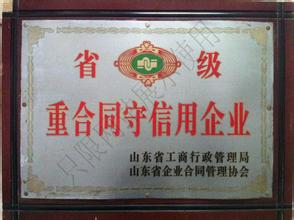 省级
重合同守信用企业
山东省工商行政管理局
山东省企业合同管理协会